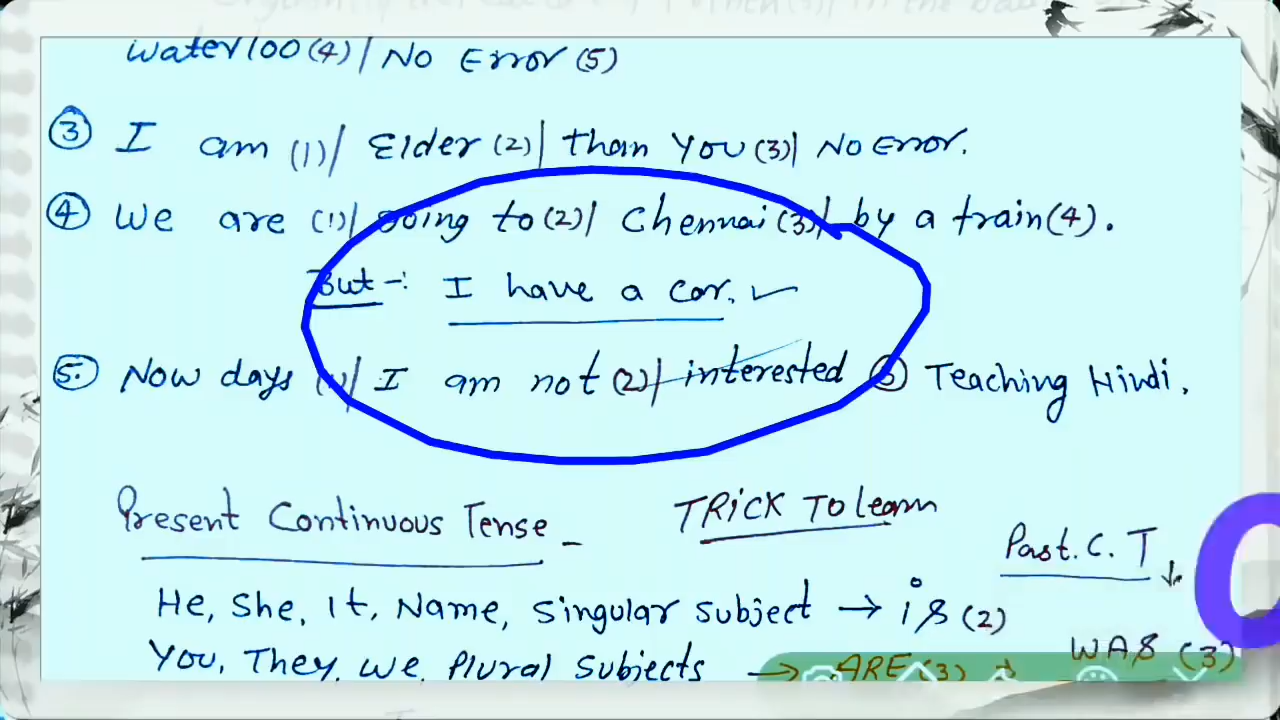 Waterloo (4) | No Error (5)
③ I am (1) | Elder (2) | than you (3) | No Error.
④ We are (1) | going to (2) | Chennai (3) | by a train (4).
But -: I have a car. ✓
⑤. Now days (1) | I am not (2) | interested ③ Teaching Hindi.
Present Continuous Tense - TRICK TO learn
Past. C. T ↓
He, She, It, Name, Singular Subject → is (2)
You, They, We, Plural Subjects → ARE (3) WAS (3)